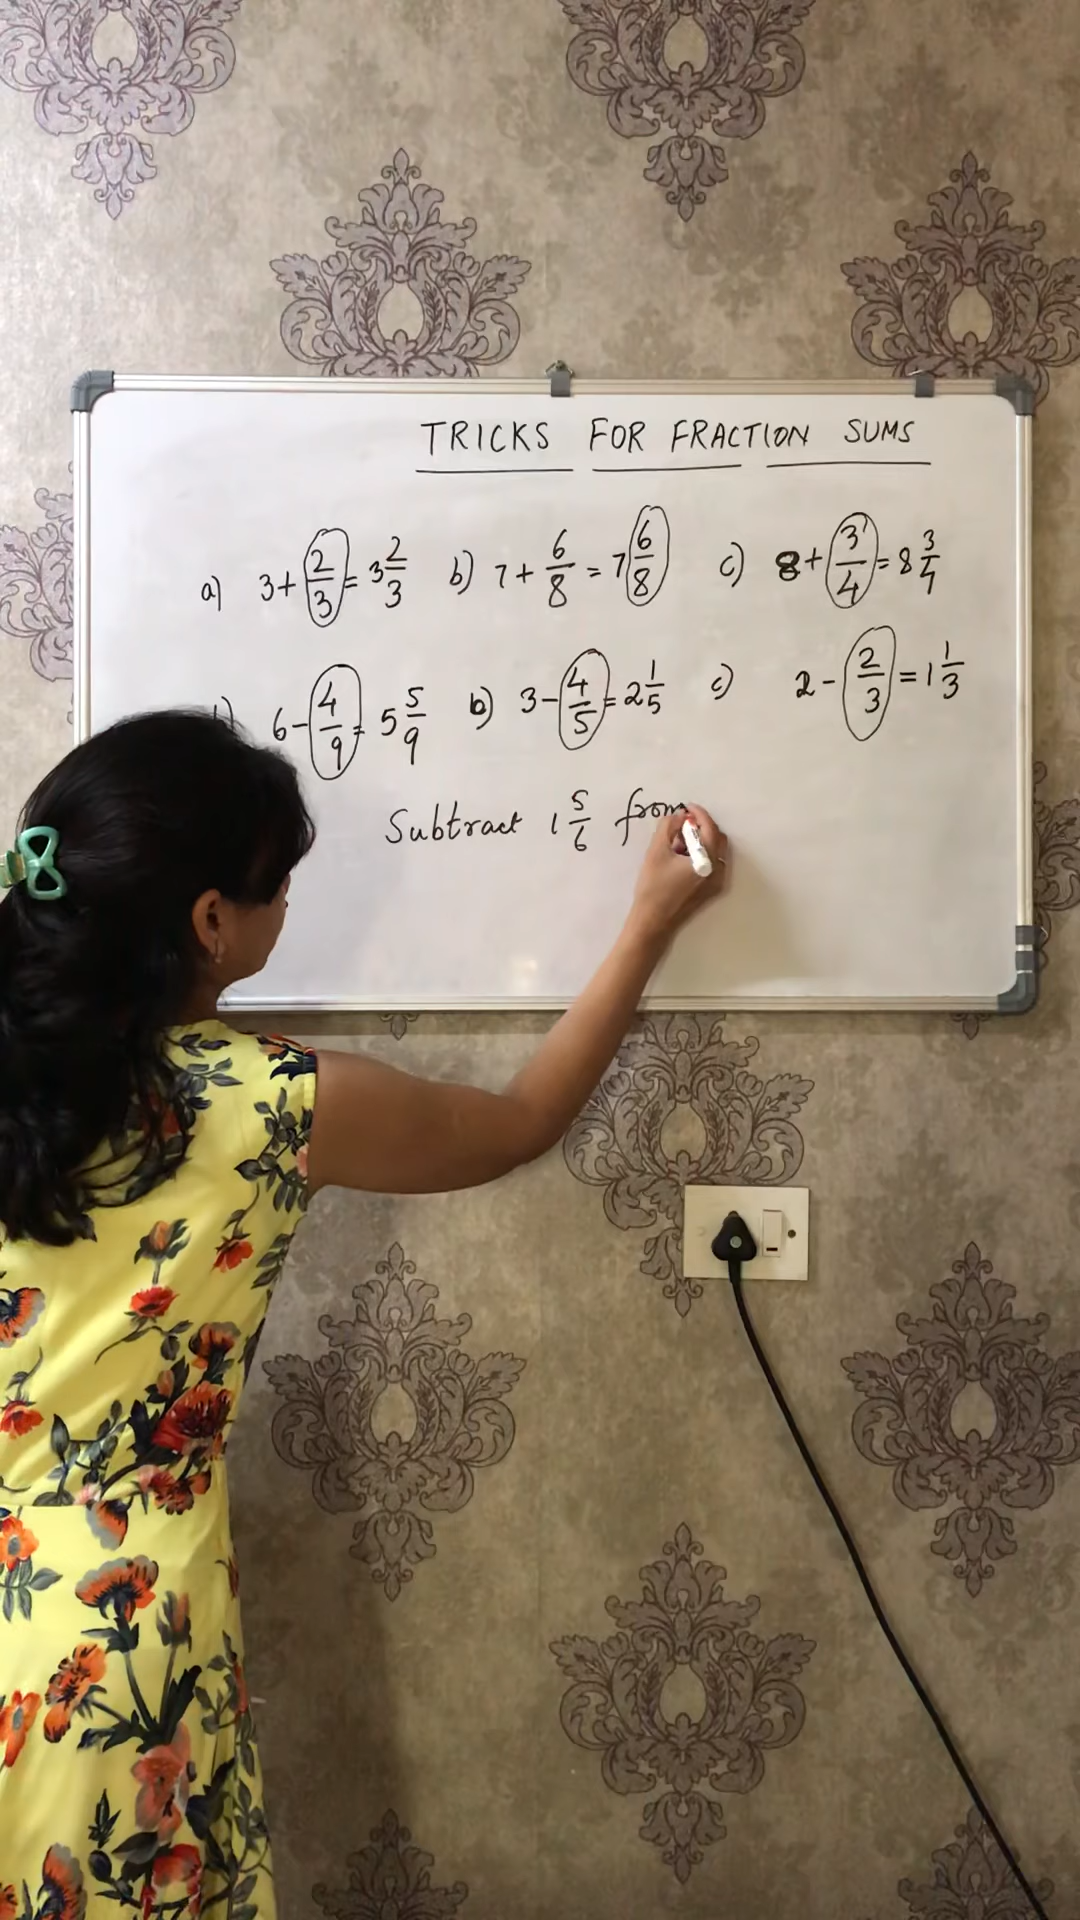 TRICKS FOR FRACTION SUMS
a) 3+2/3=3 2/3 b) 7+6/8=7 6/8 c) 8+3/4=8 3/4
) 6-4/9=5 5/9 b) 3-4/5=2 1/5 c) 2-2/3=1 1/3
Subtract 1 5/6 from